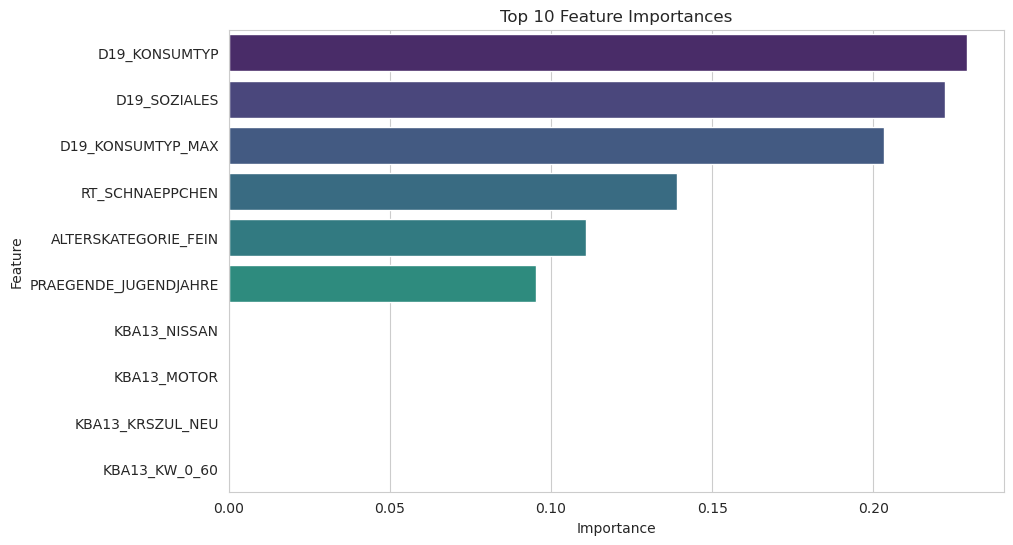 Top 10 Feature Importances
Feature
D19_KONSUMTYP
D19_SOZIALES
D19_KONSUMTYP_MAX
RT_SCHNAEPPCHEN
ALTERSKATEGORIE_FEIN
PRAEGENDE_JUGENDJAHRE
KBA13_NISSAN
KBA13_MOTOR
KBA13_KRSZUL_NEU
KBA13_KW_0_60
0.00 0.05 0.10 0.15 0.20
Importance